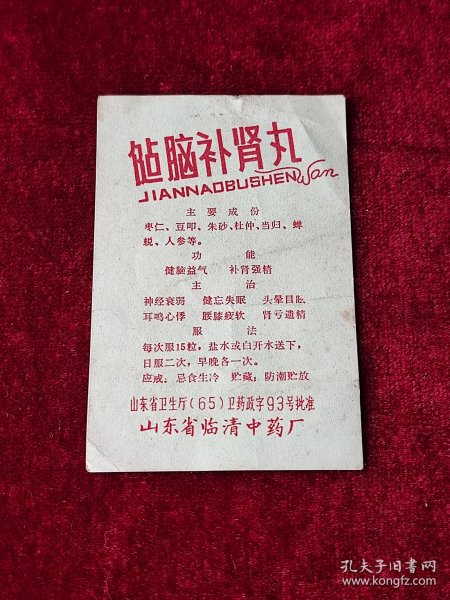 健脑补肾丸
JIANNAOBUSHENWan
主要成份
枣仁、豆叩、朱砂、杜仲、当归、蝉
蜕、人参等。
功能
健脑益气 补肾强精
主治
神经衰弱 健忘失眠 头晕目眩
耳鸣心悸 腰膝疲软 肾亏遗精
服法
每次服15粒,盐水或白开水送下,
日服二次,早晚各一次。
应戒:忌食生冷 贮藏:防潮贮放
山东省卫生厅(65)卫药政字93号批准
山东省临清中药厂
孔夫子旧书网
www.kongfz.com